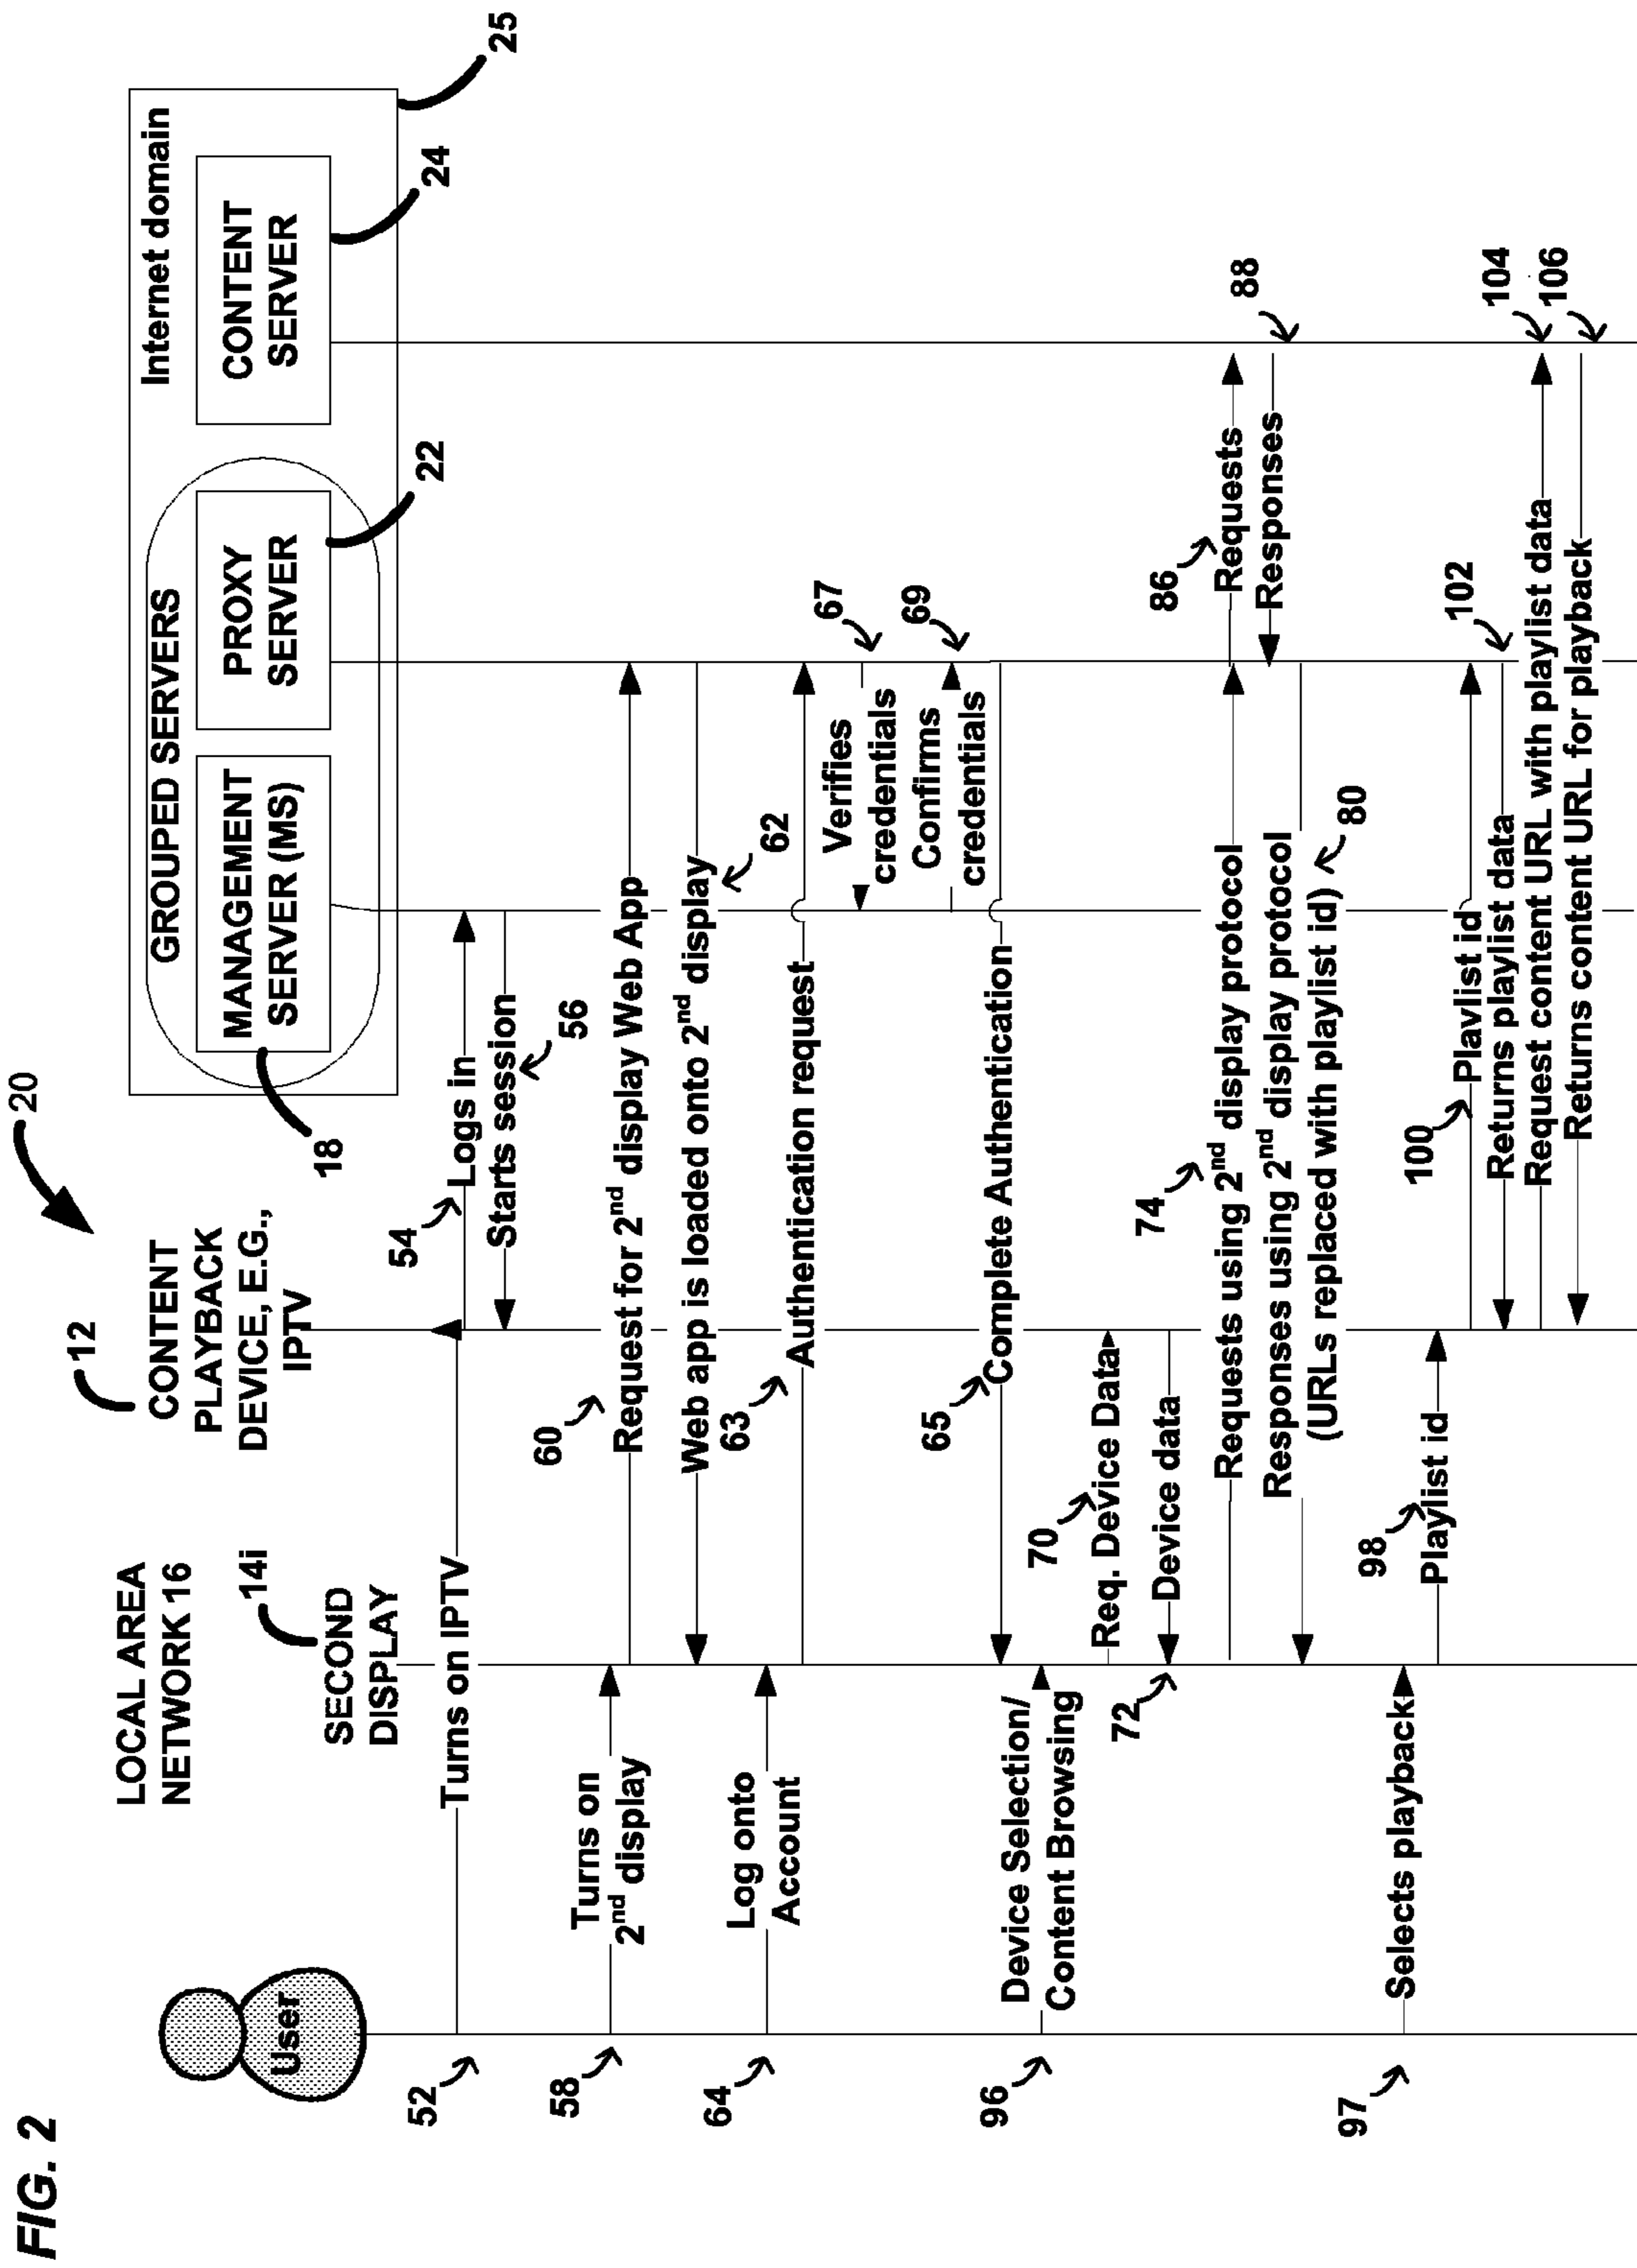 FIG. 2
20
LOCAL AREA
NETWORK 16
12
CONTENT
PLAYBACK
DEVICE, E.G.,
IPTV
14i
SECOND
DISPLAY
User
Internet domain
GROUPED SERVERS
MANAGEMENT
SERVER (MS)
PROXY
SERVER
CONTENT
SERVER
18
22
24
25
52
Turns on IPTV
54
Logs in
Starts session
56
58
Turns on
2nd display
60
Request for 2nd display Web App
Web app is loaded onto 2nd display
62
64
Log onto
Account
63
Authentication request
67
Verifies
credentials
69
Confirms
credentials
65
Complete Authentication
96
Device Selection/
Content Browsing
70
Req. Device Data
Device data
72
74
Requests using 2nd display protocol
86
Requests
88
Responses
Responses using 2nd display protocol
(URLs replaced with playlist id)
80
97
Selects playback
98
Playlist id
100
Plavlist id
102
Returns playlist data
104
Request content URL with playlist data
106
Returns content URL for playback